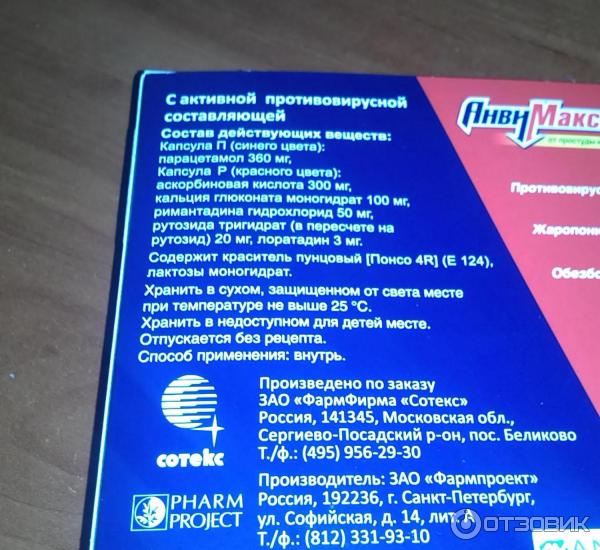 С активной противовирусной
составляющей
Состав действующих веществ:
Капсула П (синего цвета):
парацетамол 360 мг,
Капсула Р (красного цвета):
аскорбиновая кислота 300 мг,
кальция глюконата моногидрат 100 мг,
римантадина гидрохлорид 50 мг,
рутозида тригидрат (в пересчете на
рутозид) 20 мг, лоратадин 3 мг.
Содержит краситель пунцовый [Понсо 4R] (Е 124),
лактозы моногидрат.
Хранить в сухом, защищенном от света месте
при температуре не выше 25 °С.
Хранить в недоступном для детей месте.
Отпускается без рецепта.
Способ применения: внутрь.
АнвиМакс
от простуды и
Противовирус
Жаропони
Обезбо
сотекс
Произведено по заказу
ЗАО «ФармФирма «Сотекс»
Россия, 141345, Московская обл.,
Сергиево-Посадский р-он, пос. Беликово
Т./ф.: (495) 956-29-30
PHARM
PROJECT
Производитель: ЗАО «Фармпроект»
Россия, 192236, г. Санкт-Петербург,
ул. Софийская, д. 14, лит. А
Т./ф.: (812) 331-93-10
ОТЗОВИК